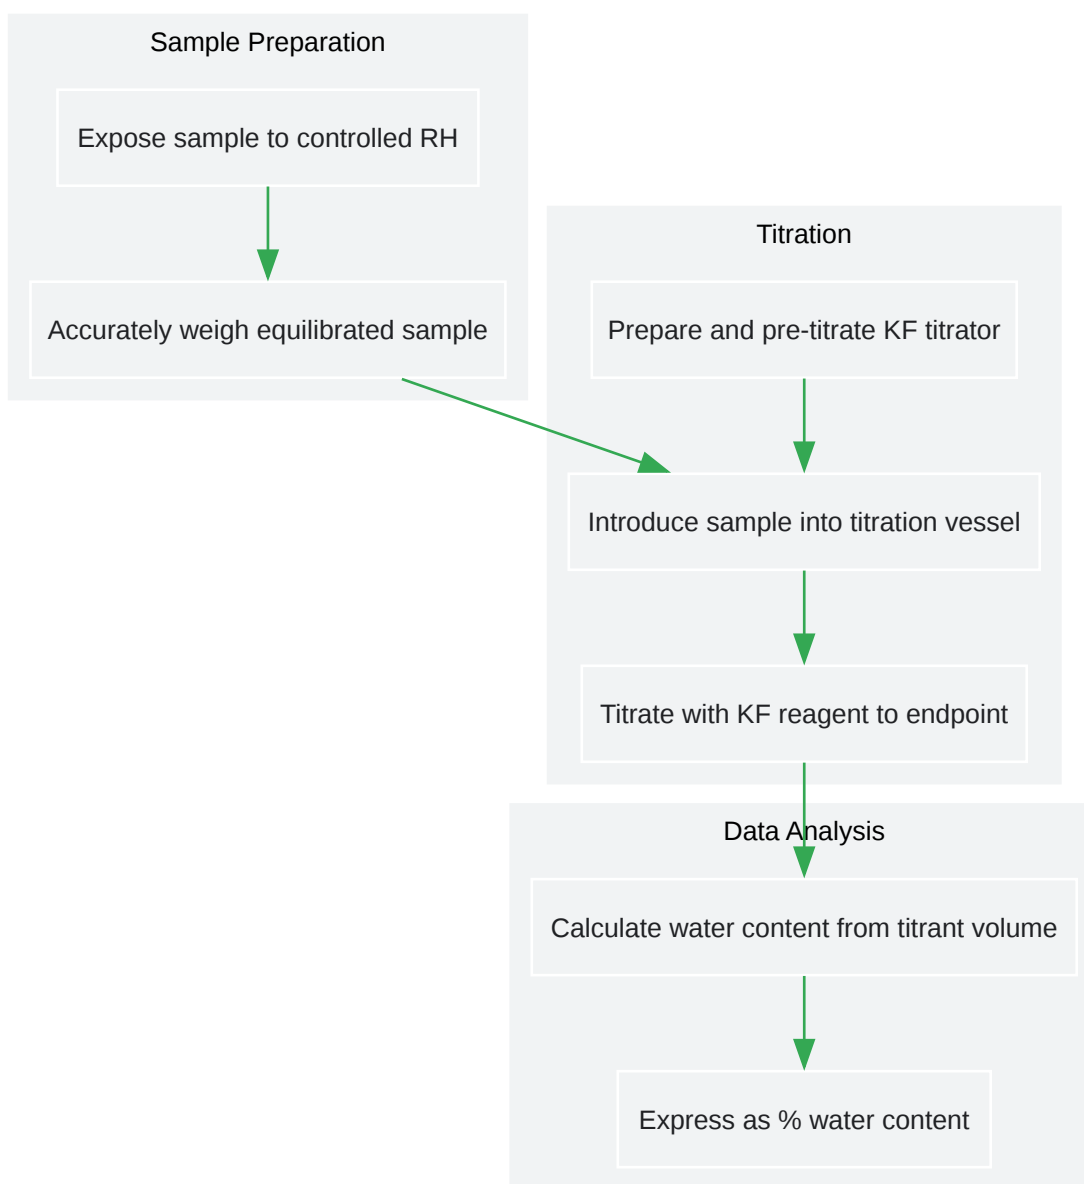 Sample Preparation
Expose sample to controlled RH
Accurately weigh equilibrated sample
Titration
Prepare and pre-titrate KF titrator
Introduce sample into titration vessel
Titrate with KF reagent to endpoint
Data Analysis
Calculate water content from titrant volume
Express as % water content